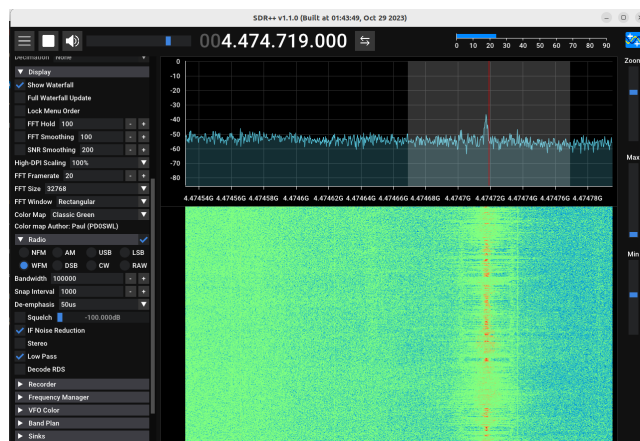 SDR++ v1.1.0 (Built at 01:43:49, Oct 29 2023)
004.474.719.000
0 10 20 30 40 50 60 70 80 90
Decimation None
Display
Show Waterfall
Full Waterfall Update
Lock Menu Order
FFT Hold 100 - +
FFT Smoothing 100 - +
SNR Smoothing 200 - +
High-DPI Scaling 100%
FFT Framerate 20 - +
FFT Size 32768
FFT Window Rectangular
Color Map Classic Green
Color map Author: Paul (PD0SWL)
Radio
NFM AM USB LSB
WFM DSB CW RAW
Bandwidth 100000 - +
Snap Interval 1000 - +
De-emphasis 50us
Squelch -100.000dB
IF Noise Reduction
Stereo
Low Pass
Decode RDS
Recorder
Frequency Manager
VFO Color
Band Plan
Sinks
0
-10
-20
-30
-40
-50
-60
-70
-80
4.47454G 4.47456G 4.47458G 4.4746G 4.47462G 4.47464G 4.47466G 4.47468G 4.4747G 4.47472G 4.47474G 4.47476G 4.47478G
Zoom
Max
Min